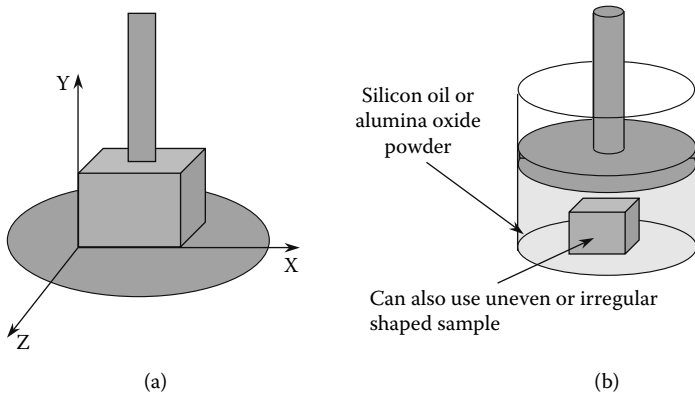 Y
X
Z
(a)
Silicon oil or
alumina oxide
powder
Can also use uneven or irregular
shaped sample
(b)